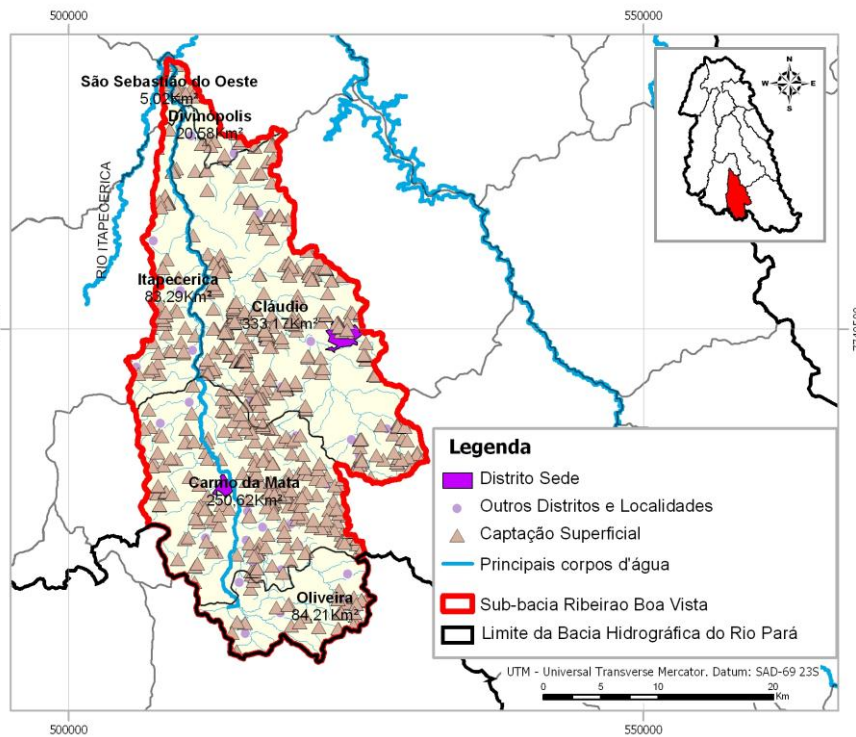 500000
550000
N
W
E
S
São Sebastião do Oeste
5.02Km²
Divinopolis
20.58Km²
RIO ITAPECERICA
Itapecerica
83.29Km²
Cláudio
333.17Km²
Carmo da Mata
250.62Km²
Oliveira
84.21Km²
Legenda
Distrito Sede
Outros Distritos e Localidades
Captação Superficial
Principais corpos d'água
Sub-bacia Ribeirao Boa Vista
Limite da Bacia Hidrográfica do Rio Pará
UTM - Universal Transverse Mercator. Datum: SAD-69 23S
0 5 10 20
Km
500000
550000